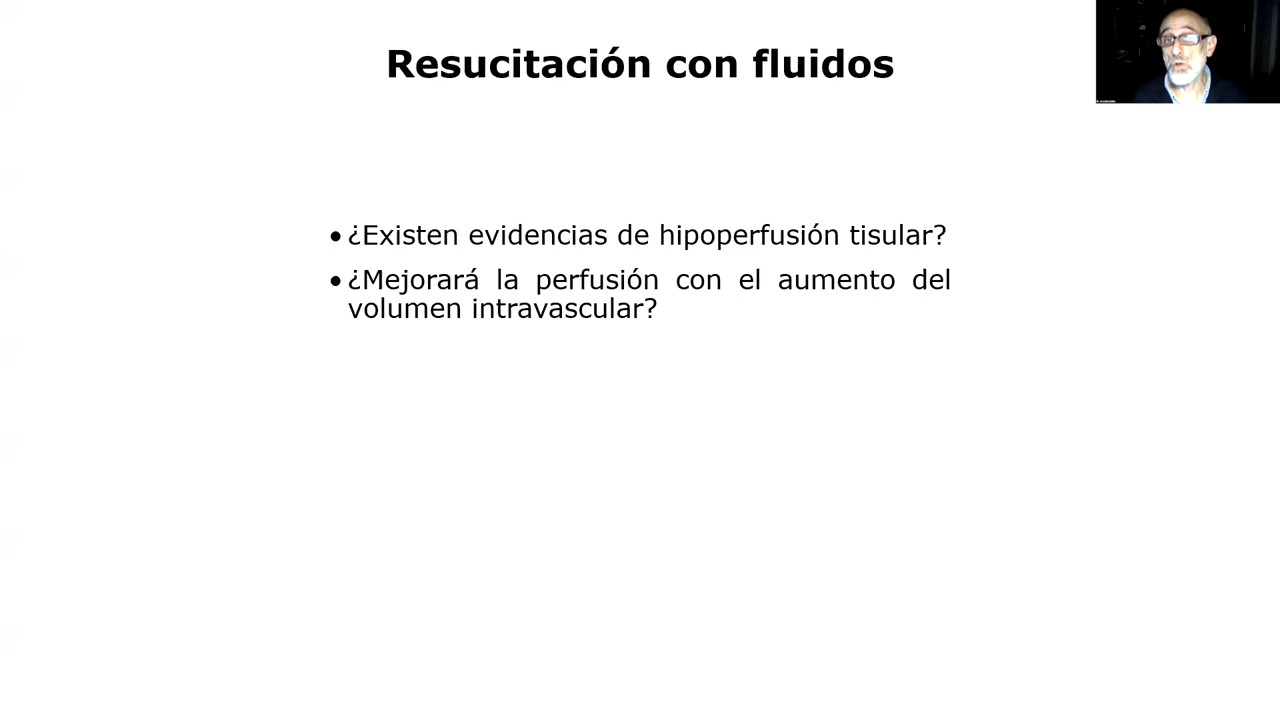 Resucitación con fluidos
• ¿Existen evidencias de hipoperfusión tisular?
• ¿Mejorará la perfusión con el aumento del
volumen intravascular?